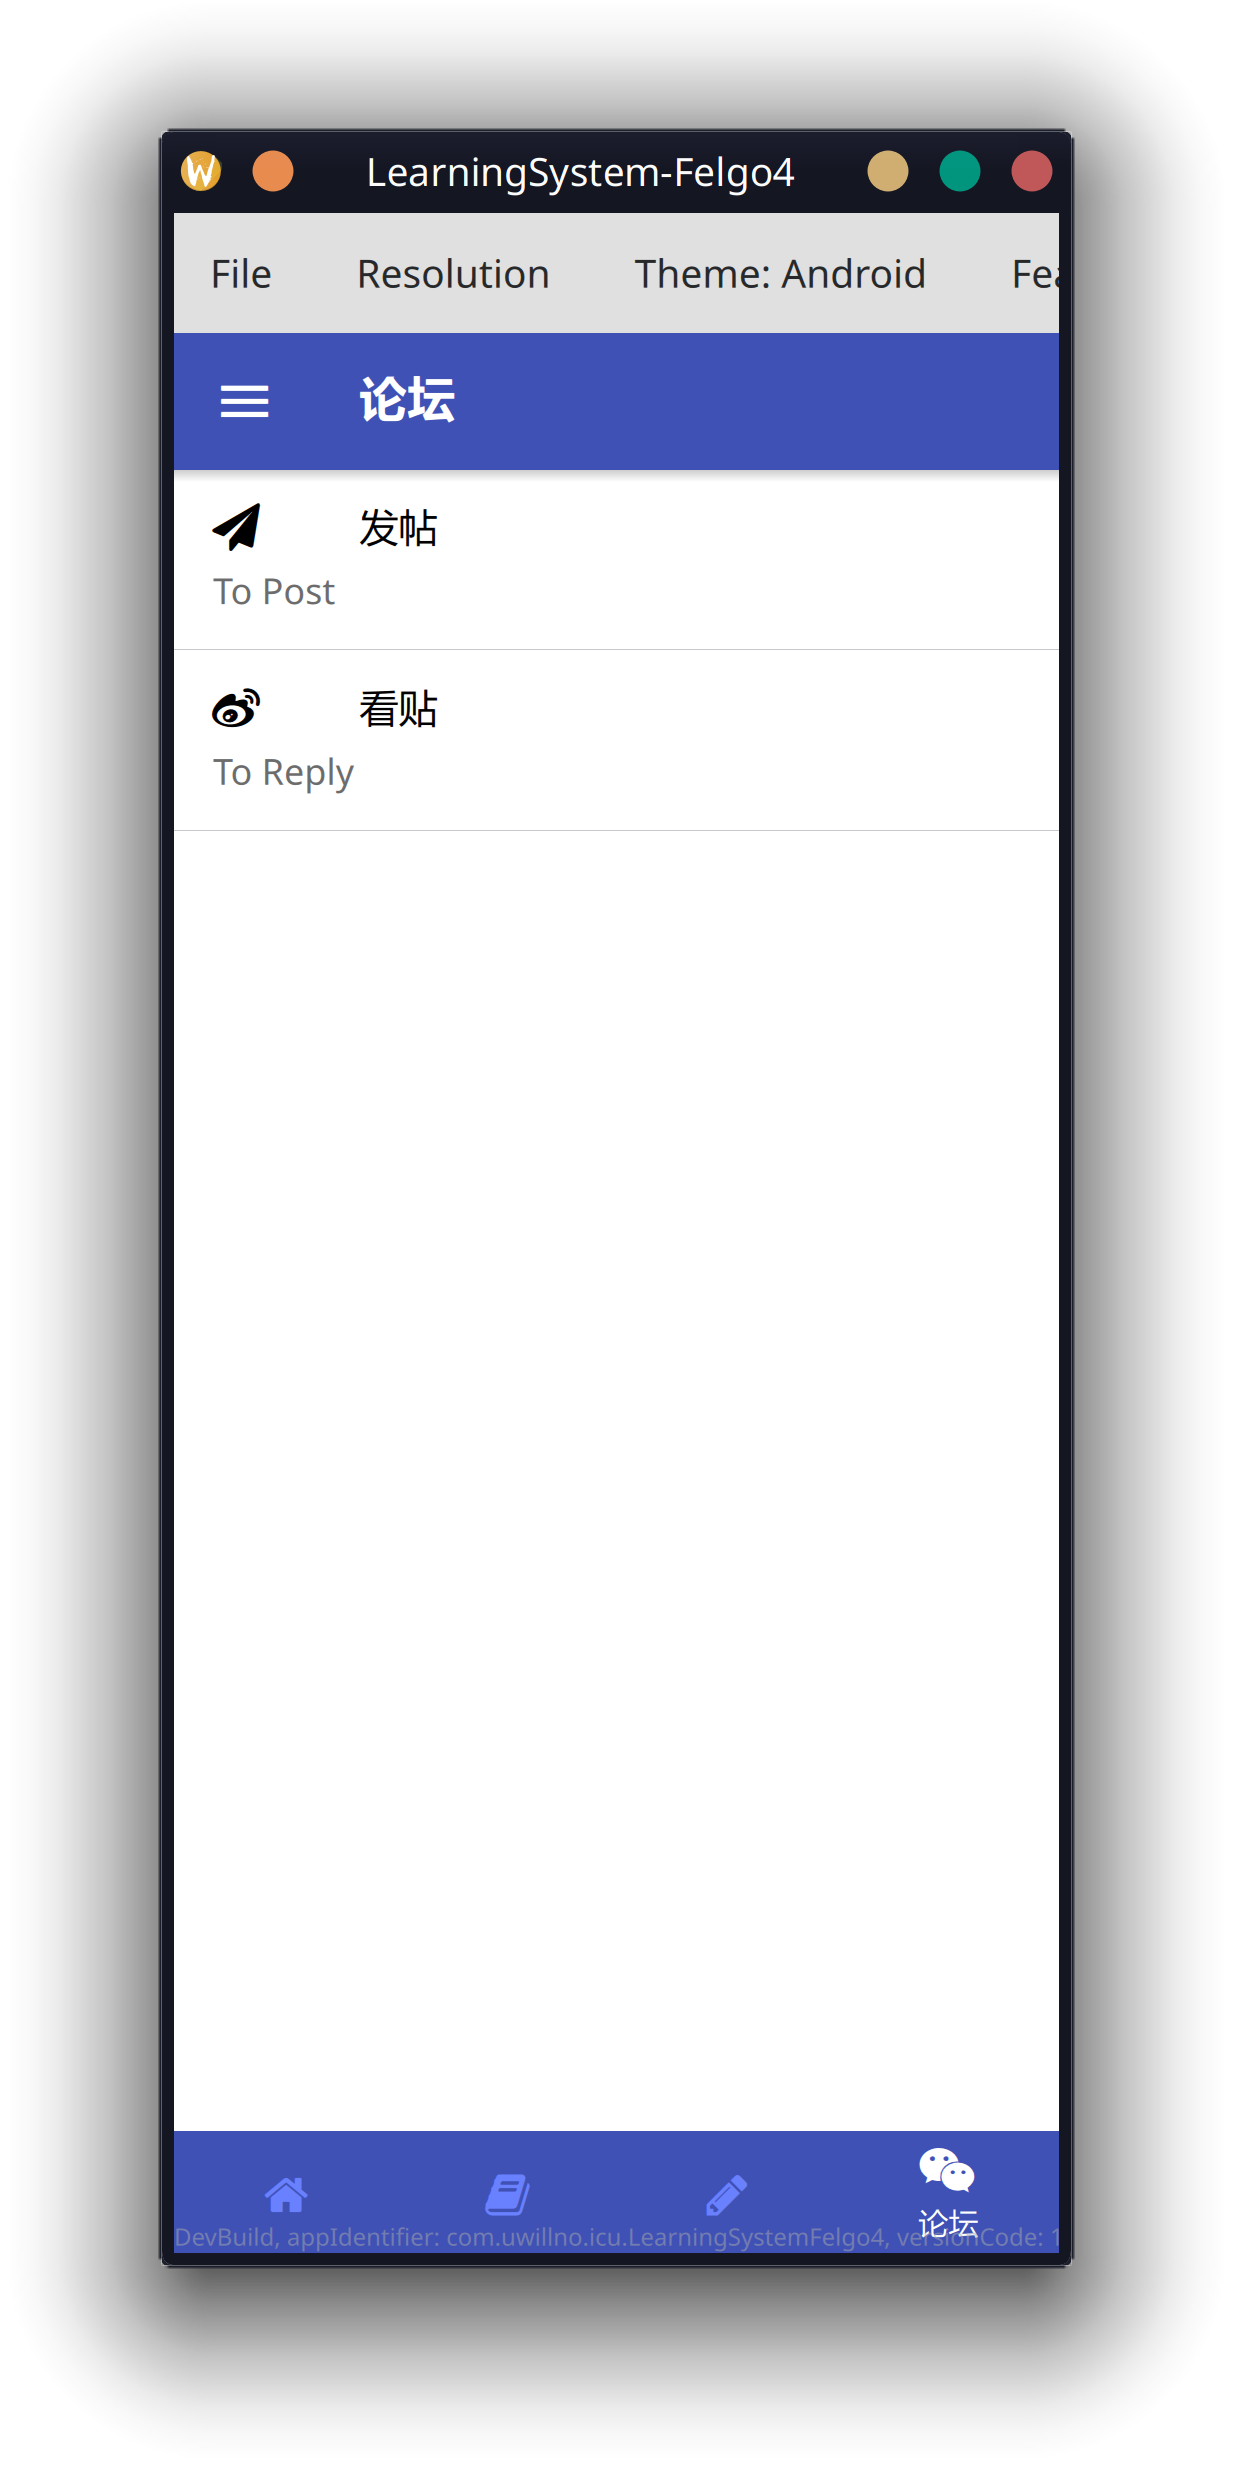 LearningSystem-Felgo4
File Resolution Theme: Android Fea
论坛
发帖
To Post
看贴
To Reply
论坛
DevBuild, appIdentifier: com.uwillno.icu.LearningSystemFelgo4, versionCode: 1